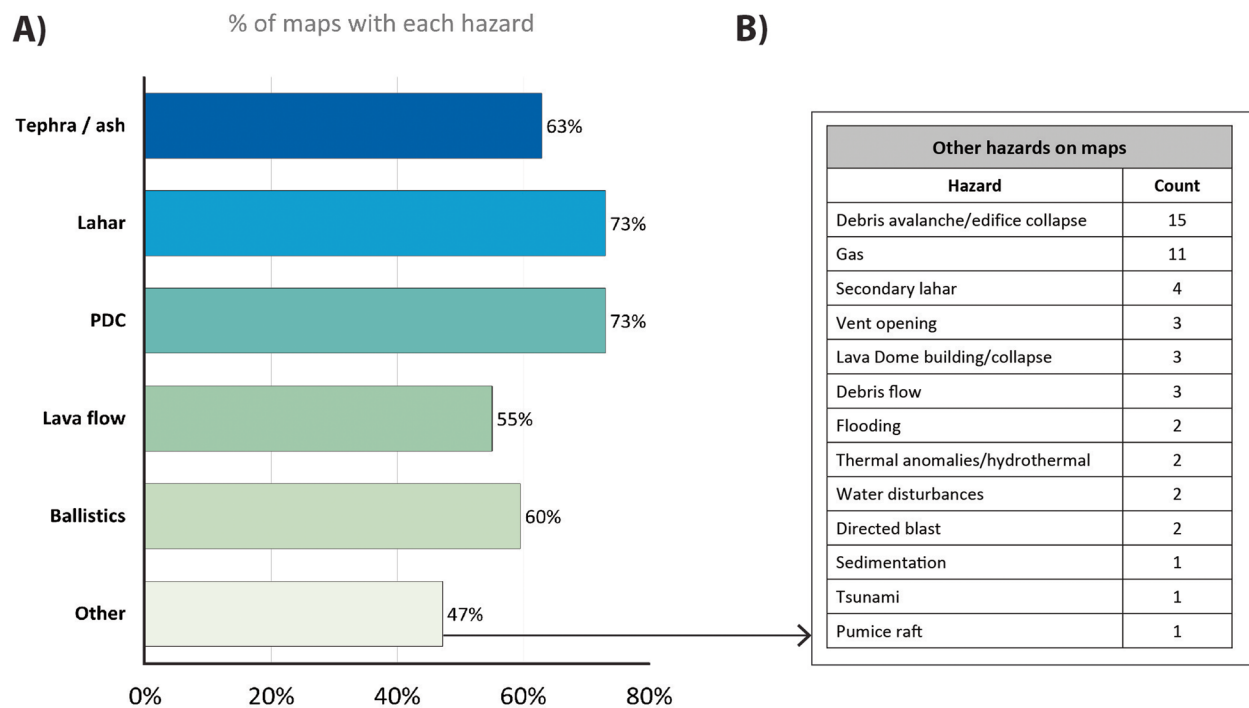 A)
% of maps with each hazard
Tephra / ash 63%
Lahar 73%
PDC 73%
Lava flow 55%
Ballistics 60%
Other 47%
0% 20% 40% 60% 80%
B)
Other hazards on maps
Hazard Count
Debris avalanche/edifice collapse 15
Gas 11
Secondary lahar 4
Vent opening 3
Lava Dome building/collapse 3
Debris flow 3
Flooding 2
Thermal anomalies/hydrothermal 2
Water disturbances 2
Directed blast 2
Sedimentation 1
Tsunami 1
Pumice raft 1